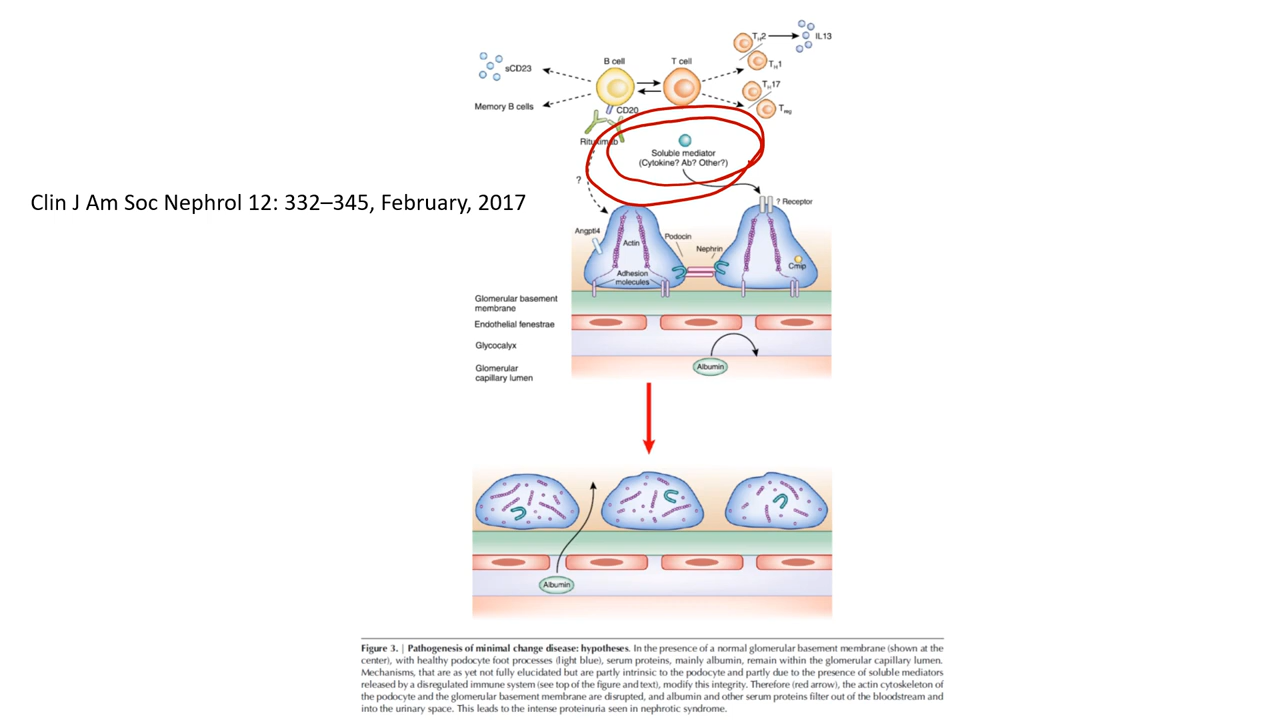 TH2
IL13
B cell
T cell
sCD23
TH1
TH17
Memory B cells
CD20
Treg
Rituximab
Soluble mediator
(Cytokine? Ab? Other?)
?
Clin J Am Soc Nephrol 12: 332–345, February, 2017
? Receptor
Angptl4
Podocin
Actin
Nephrin
Cmip
Adhesion
molecules
Glomerular basement
membrane
Endothelial fenestrae
Glycocalyx
Albumin
Glomerular
capillary lumen
Albumin
Figure 3. | Pathogenesis of minimal change disease: hypotheses. In the presence of a normal glomerular basement membrane (shown at the
center), with healthy podocyte foot processes (light blue), serum proteins, mainly albumin, remain within the glomerular capillary lumen.
Mechanisms, that are as yet not fully elucidated but are partly intrinsic to the podocyte and partly due to the presence of soluble mediators
released by a disregulated immune system (see top of the figure and text), modify this integrity. Therefore (red arrow), the actin cytoskeleton of
the podocyte and the glomerular basement membrane are disrupted, and albumin and other serum proteins filter out of the bloodstream and
into the urinary space. This leads to the intense proteinuria seen in nephrotic syndrome.